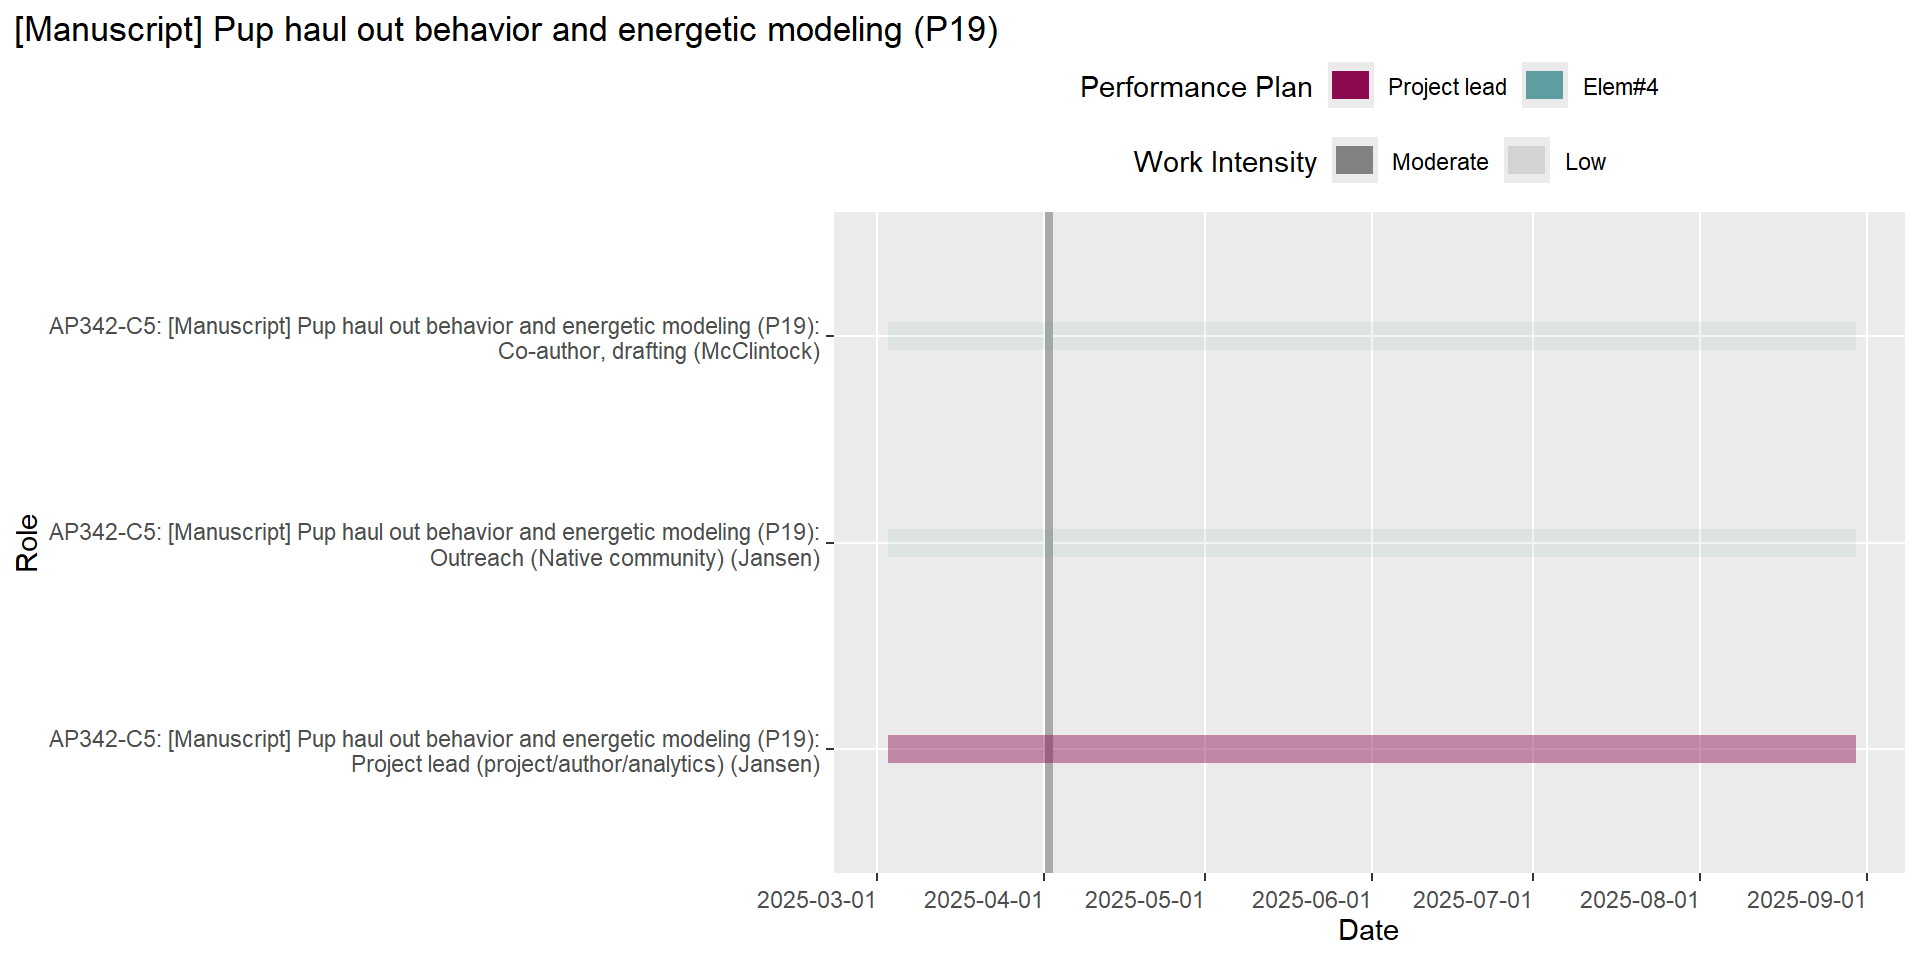 [Manuscript] Pup haul out behavior and energetic modeling (P19)
Performance Plan Project lead Elem#4
Work Intensity Moderate Low
AP342-C5: [Manuscript] Pup haul out behavior and energetic modeling (P19):
Co-author, drafting (McClintock)
Role
AP342-C5: [Manuscript] Pup haul out behavior and energetic modeling (P19):
Outreach (Native community) (Jansen)
AP342-C5: [Manuscript] Pup haul out behavior and energetic modeling (P19):
Project lead (project/author/analytics) (Jansen)
2025-03-01 2025-04-01 2025-05-01 2025-06-01 2025-07-01 2025-08-01 2025-09-01
Date